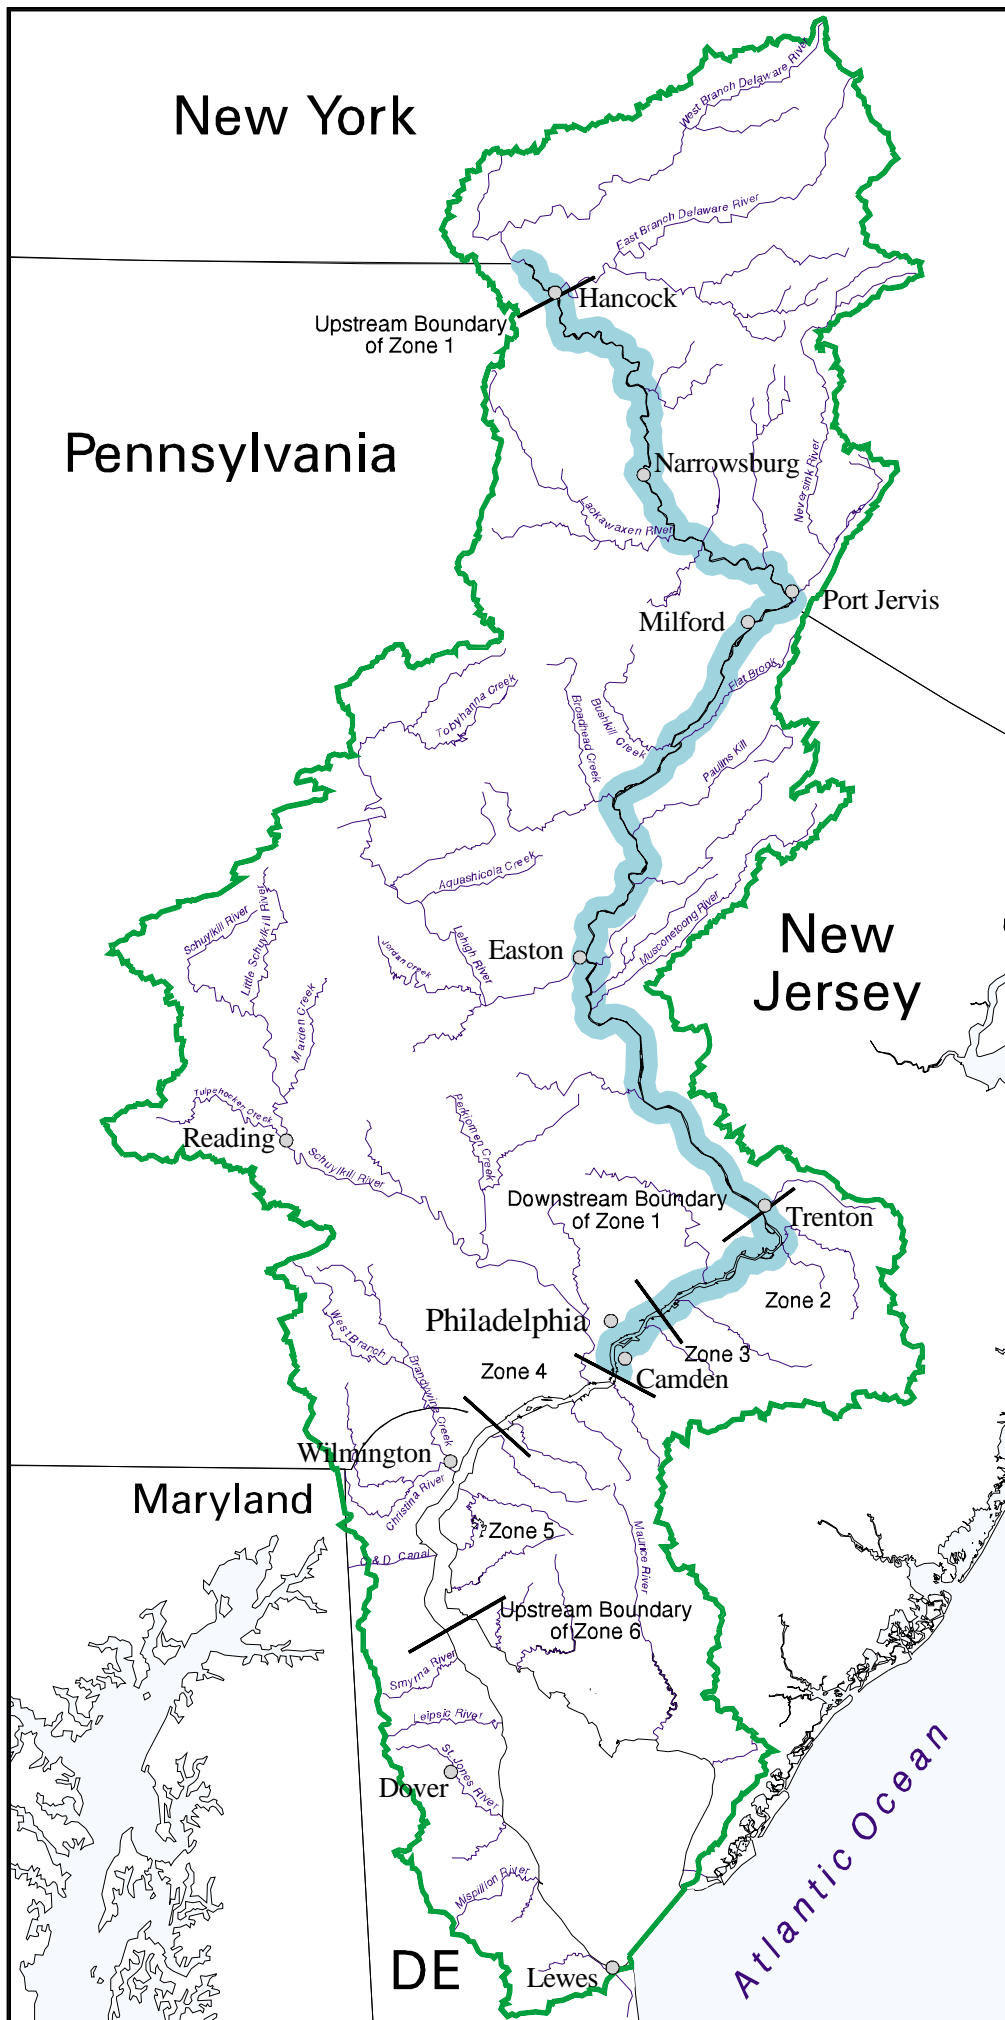 New York
West Branch Delaware River
East Branch Delaware River
Hancock
Upstream Boundary
of Zone 1
Pennsylvania
Narrowsburg
Neversink River
Lackawaxen River
Port Jervis
Milford
Flat Brook
Tobyhanna Creek
Broadhead Creek
Bushkill Creek
Paulins Kill
Aquashicola Creek
Schuylkill River
Little Schuylkill River
Musconetcong River
New
Jersey
Easton
Jordan Creek
Lehigh River
Maiden Creek
Tulpehocken Creek
Perkiomen Creek
Reading
Schuylkill River
Downstream Boundary
of Zone 1
Trenton
Zone 2
Philadelphia
Zone 3
Camden
Zone 4
West Branch
Brandywine Creek
Wilmington
Maryland
Christina River
Zone 5
C & D Canal
Maurice River
Upstream Boundary
of Zone 6
Smyrna River
Leipsic River
St. Jones River
Dover
Atlantic Ocean
Mispillion River
DE
Lewes